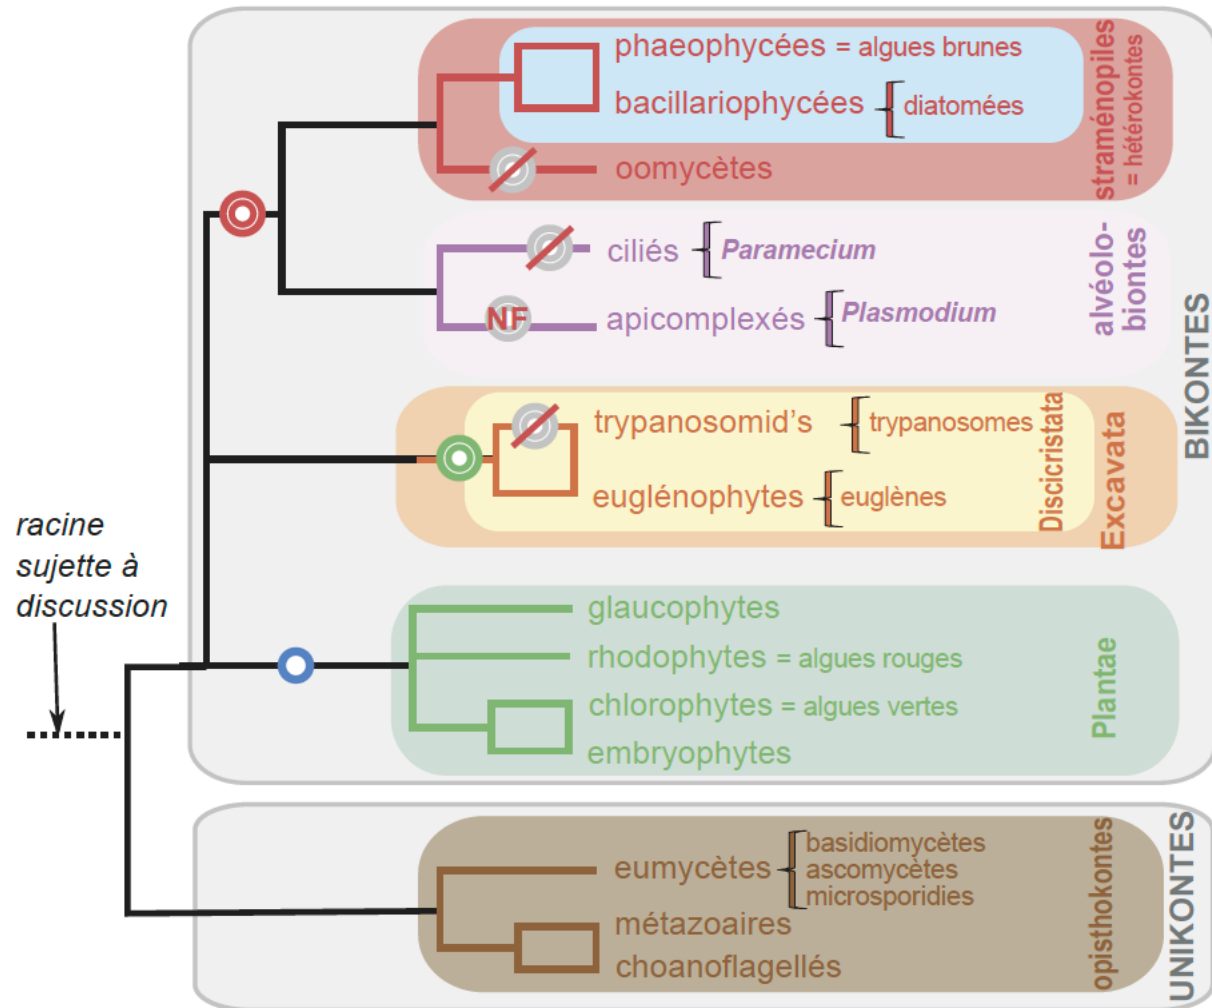 phaeophycées = algues brunes
bacillariophycées
diatomées
oomycètes
straménopiles
= hétérokontes
ciliés
Paramecium
NF
apicomplexés
Plasmodium
alvéolo-
biontes
BIKONTES
trypanosomid's
trypanosomes
euglénophytes
euglènes
Discicristata
Excavata
racine
sujette à
discussion
glaucophytes
rhodophytes = algues rouges
chlorophytes = algues vertes
embryophytes
Plantae
eumycètes
basidiomycètes
ascomycètes
microsporidies
métazoaires
choanoflagellés
opisthokontes
UNIKONTES